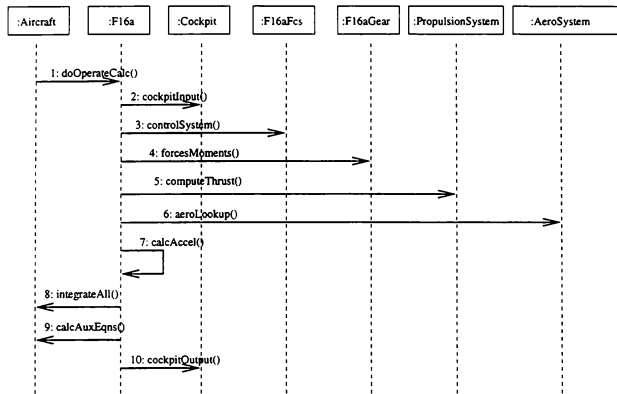 :Aircraft :F16a :Cockpit :F16aFcs :F16aGear :PropulsionSystem :AeroSystem
1: doOperateCalc()
2: cockpitInput()
3: controlSystem()
4: forcesMoments()
5: computeThrust()
6: aeroLookup()
7: calcAccel()
8: integrateAll()
9: calcAuxEqns()
10: cockpitOutput()